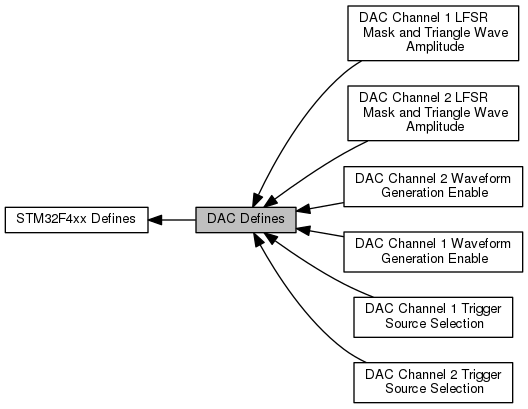 DAC Channel 1 LFSR
Mask and Triangle Wave
Amplitude
DAC Channel 2 LFSR
Mask and Triangle Wave
Amplitude
DAC Channel 2 Waveform
Generation Enable
STM32F4xx Defines
DAC Defines
DAC Channel 1 Waveform
Generation Enable
DAC Channel 1 Trigger
Source Selection
DAC Channel 2 Trigger
Source Selection